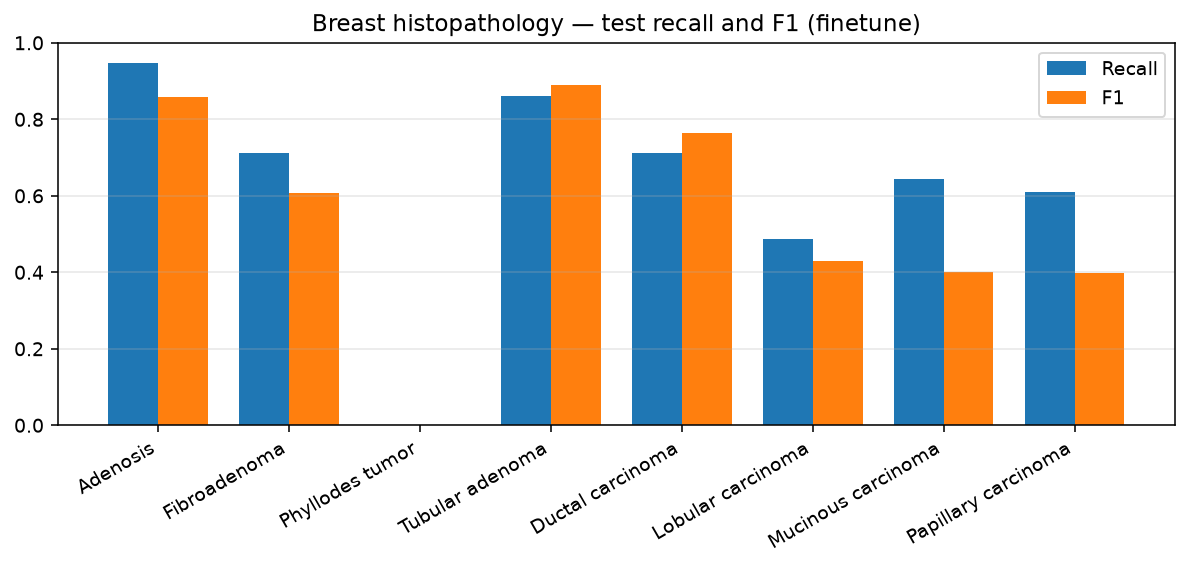 Breast histopathology — test recall and F1 (finetune)
1.0
0.8
0.6
0.4
0.2
0.0
Recall
F1
Adenosis
Fibroadenoma
Phyllodes tumor
Tubular adenoma
Ductal carcinoma
Lobular carcinoma
Mucinous carcinoma
Papillary carcinoma